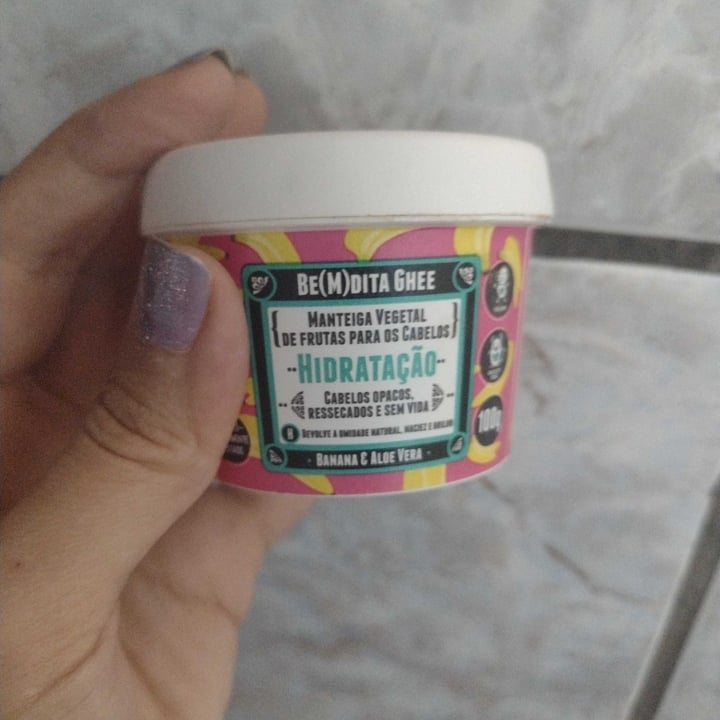 BE(M)DITA GHEE
MANTEIGA VEGETAL
DE FRUTAS PARA OS CABELOS
HIDRATAÇÃO
CABELOS OPACOS,
RESSECADOS E SEM VIDA
H DEVOLVE A UMIDADE NATURAL, MACIEZ E BRILHO
BANANA & ALOE VERA
100g